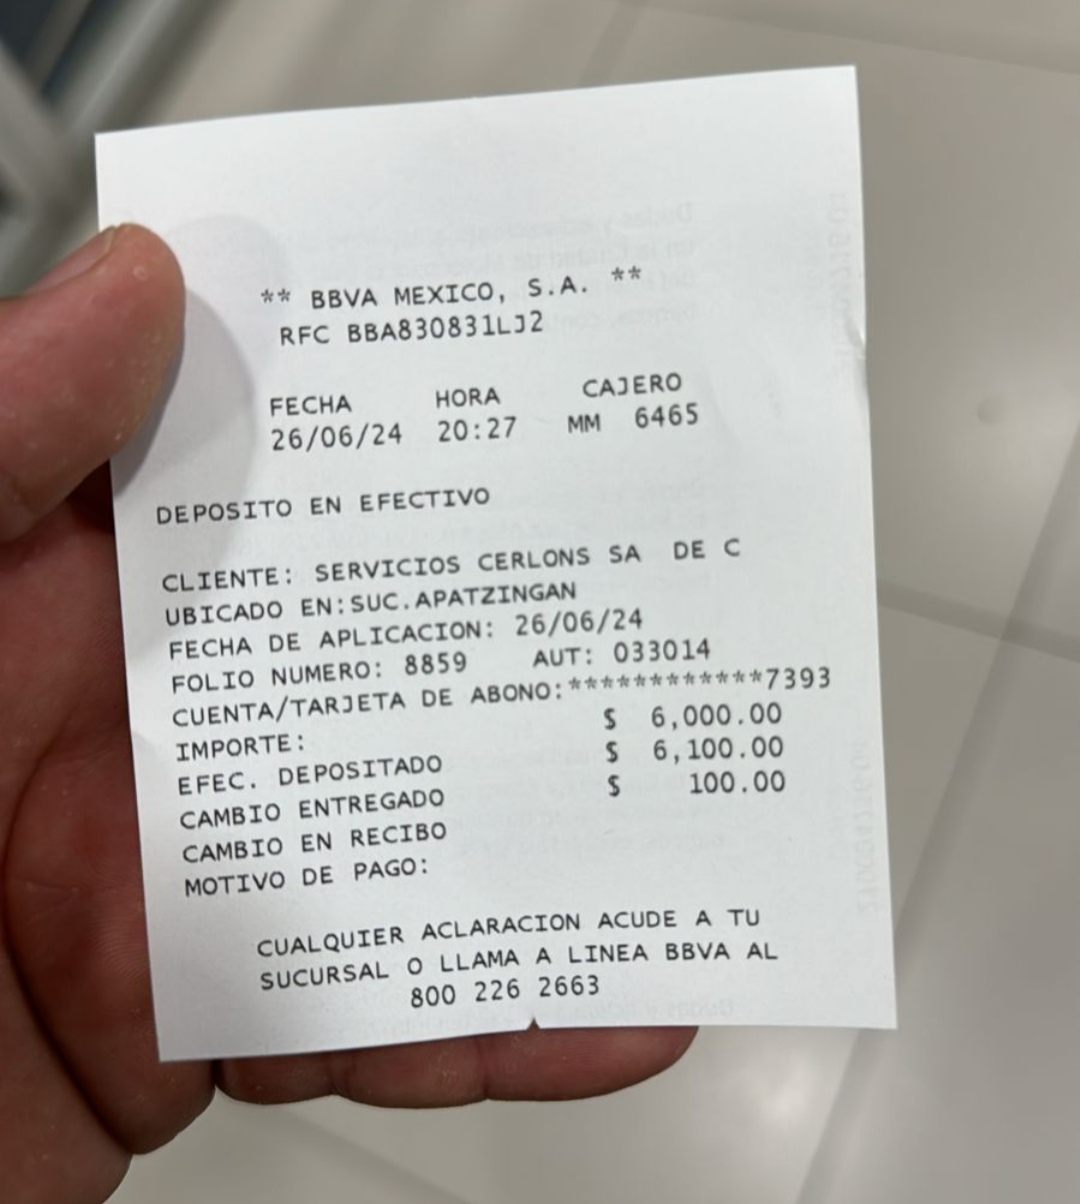 ** BBVA MEXICO, S.A. **
RFC BBA830831LJ2
FECHA HORA CAJERO
26/06/24 20:27 MM 6465
DEPOSITO EN EFECTIVO
CLIENTE: SERVICIOS CERLONS SA DE C
UBICADO EN:SUC.APATZINGAN
FECHA DE APLICACION: 26/06/24
FOLIO NUMERO: 8859 AUT: 033014
CUENTA/TARJETA DE ABONO:************7393
IMPORTE: $ 6,000.00
EFEC. DEPOSITADO $ 6,100.00
CAMBIO ENTREGADO $ 100.00
CAMBIO EN RECIBO
MOTIVO DE PAGO:
CUALQUIER ACLARACION ACUDE A TU
SUCURSAL O LLAMA A LINEA BBVA AL
800 226 2663